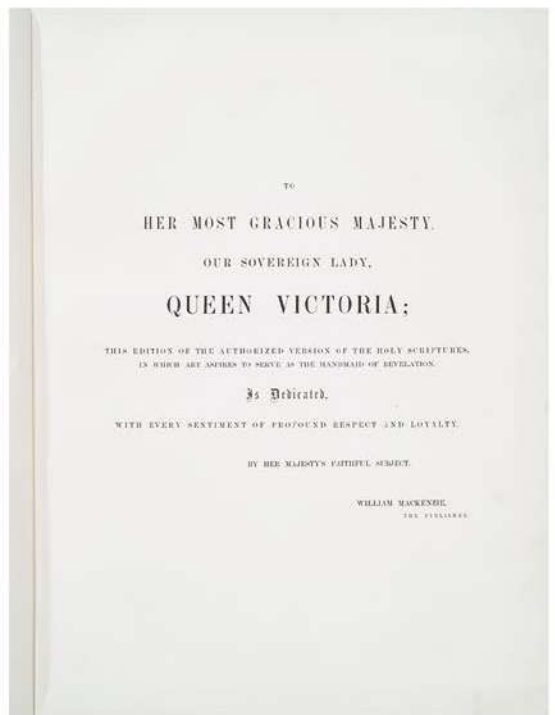 TO
HER MOST GRACIOUS MAJESTY,
OUR SOVEREIGN LADY,
QUEEN VICTORIA;
THIS EDITION OF THE AUTHORIZED VERSION OF THE HOLY SCRIPTURES,
IN WHICH ART ASPIRES TO SERVE AS THE HANDMAID OF REVELATION,
Is Dedicated,
WITH EVERY SENTIMENT OF PROFOUND RESPECT AND LOYALTY,
BY HER MAJESTY'S FAITHFUL SUBJECT,
WILLIAM MACKENZIE,
THE PUBLISHER.